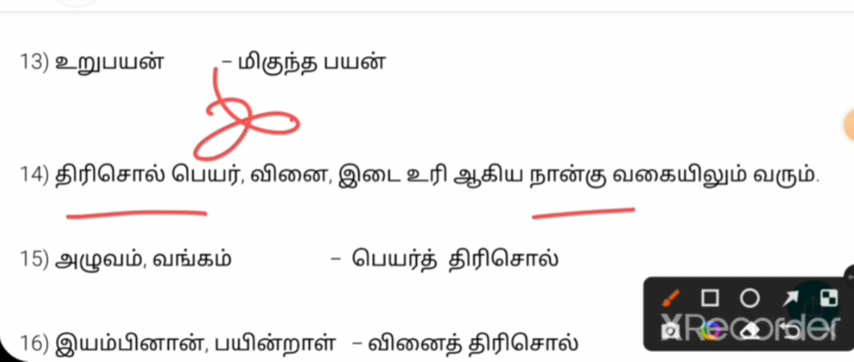 13) உறுபயன் – மிகுந்த பயன்
14) திரிசொல் பெயர், வினை, இடை உரி ஆகிய நான்கு வகையிலும் வரும்.
15) அழுவம், வங்கம் – பெயர்த் திரிசொல்
16) இயம்பினான், பயின்றாள் – வினைத் திரிசொல்
XRecorder